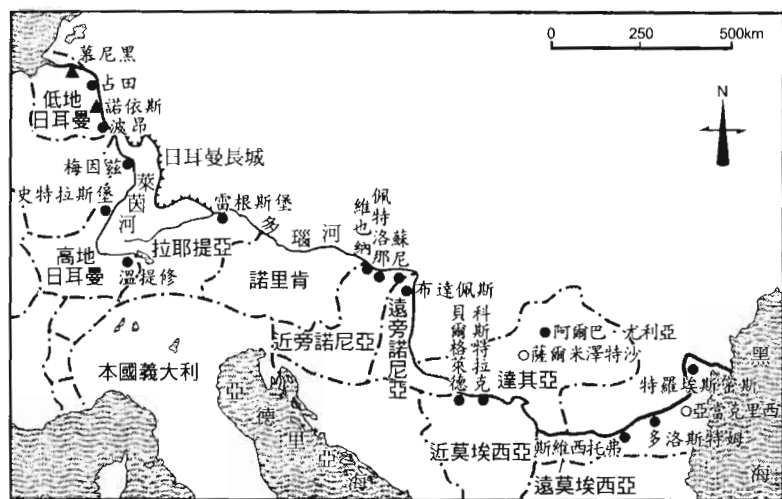 0 250 500km
N
慕尼黑
占田
低地
日耳曼
諾依斯
波昂
日耳曼長城
梅因茲
萊茵河
史特拉斯堡
雷根斯堡
多瑙河
維也納
佩特洛那
蘇尼
拉耶提亞
高地
日耳曼
溫提修
諾里肯
布達佩斯
近旁諾尼亞
遠旁諾尼亞
貝爾格萊德
科斯特拉克
阿爾巴 尤利亞
薩爾米澤特沙
達其亞
黑海
特羅埃斯密斯
亞當克里西
本國義大利
亞德里亞海
近莫埃西亞
斯維西托弗
多洛斯特姆
遠莫埃西亞